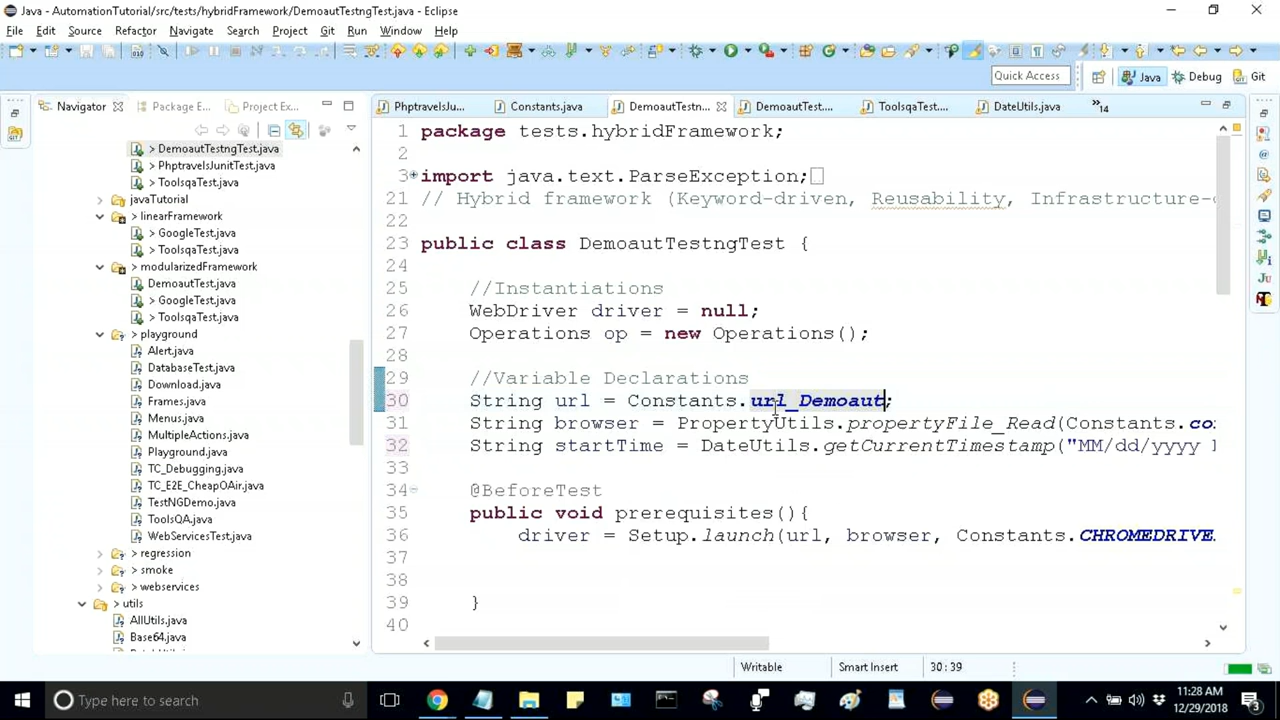 Java - AutomationTutorial/src/tests/hybridFramework/DemoautTestngTest.java - Eclipse
File Edit Source Refactor Navigate Search Project Git Run Window Help
Quick Access
Java
Debug
Git
Navigator
Package E...
Project Ex...
> DemoautTestngTest.java
> PhptravelsJunitTest.java
> ToolsqaTest.java
javaTutorial
> linearFramework
> GoogleTest.java
> ToolsqaTest.java
> modularizedFramework
DemoautTest.java
> GoogleTest.java
> ToolsqaTest.java
> playground
Alert.java
DatabaseTest.java
Download.java
Frames.java
Menus.java
MultipleActions.java
Playground.java
TC_Debugging.java
TC_E2E_CheapOAir.java
TestNGDemo.java
ToolsQA.java
WebServicesTest.java
> regression
> smoke
> webservices
> utils
AllUtils.java
Base64.java
PhptravelsJu...
Constants.java
DemoautTestn...
DemoautTest....
ToolsqaTest....
DateUtils.java
»14
1 package tests.hybridFramework;
2
3 import java.text.ParseException;
21 // Hybrid framework (Keyword-driven, Reusability, Infrastructure-
22
23 public class DemoautTestngTest {
24
25 //Instantiations
26 WebDriver driver = null;
27 Operations op = new Operations();
28
29 //Variable Declarations
30 String url = Constants.url_Demoaut;
31 String browser = PropertyUtils.propertyFile_Read(Constants.co
32 String startTime = DateUtils.getCurrentTimestamp("MM/dd/yyyy
33
34 @BeforeTest
35 public void prerequisites(){
36 driver = Setup.launch(url, browser, Constants.CHROMEDRIVE
37
38
39 }
40
Writable
Smart Insert
30 : 39
Type here to search
11:28 AM
12/29/2018
3